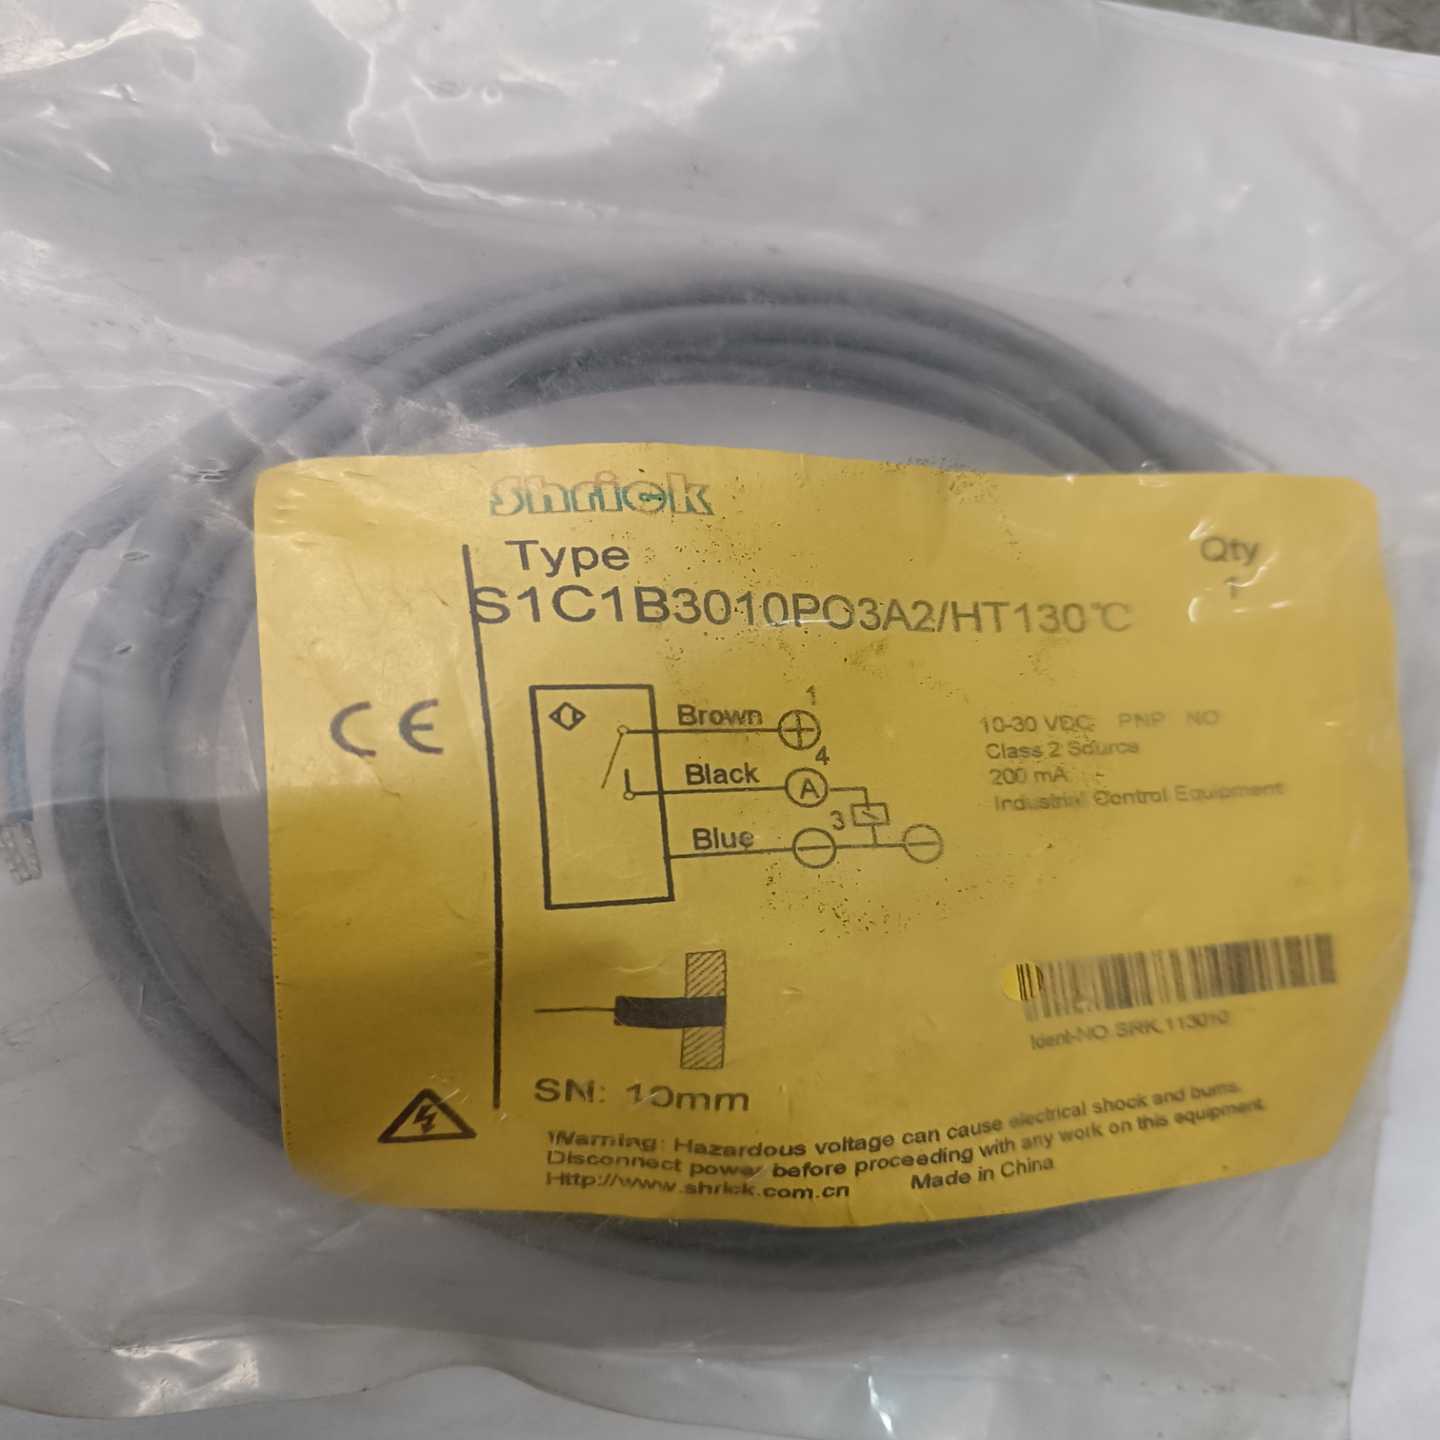 shrick
Type
Qty
S1C1B3010PO3A2/HT130℃
1
CE
Brown
1
Black
4
A
Blue
3
10-30 VDC PNP NO
Class 2 Source
200 mA
Industrial Control Equipment
Ident-NO.SRK.113010
SN: 10mm
Warning: Hazardous voltage can cause electrical shock and burns.
Disconnect power before proceeding with any work on this equipment.
Http://www.shrick.com.cn Made in China